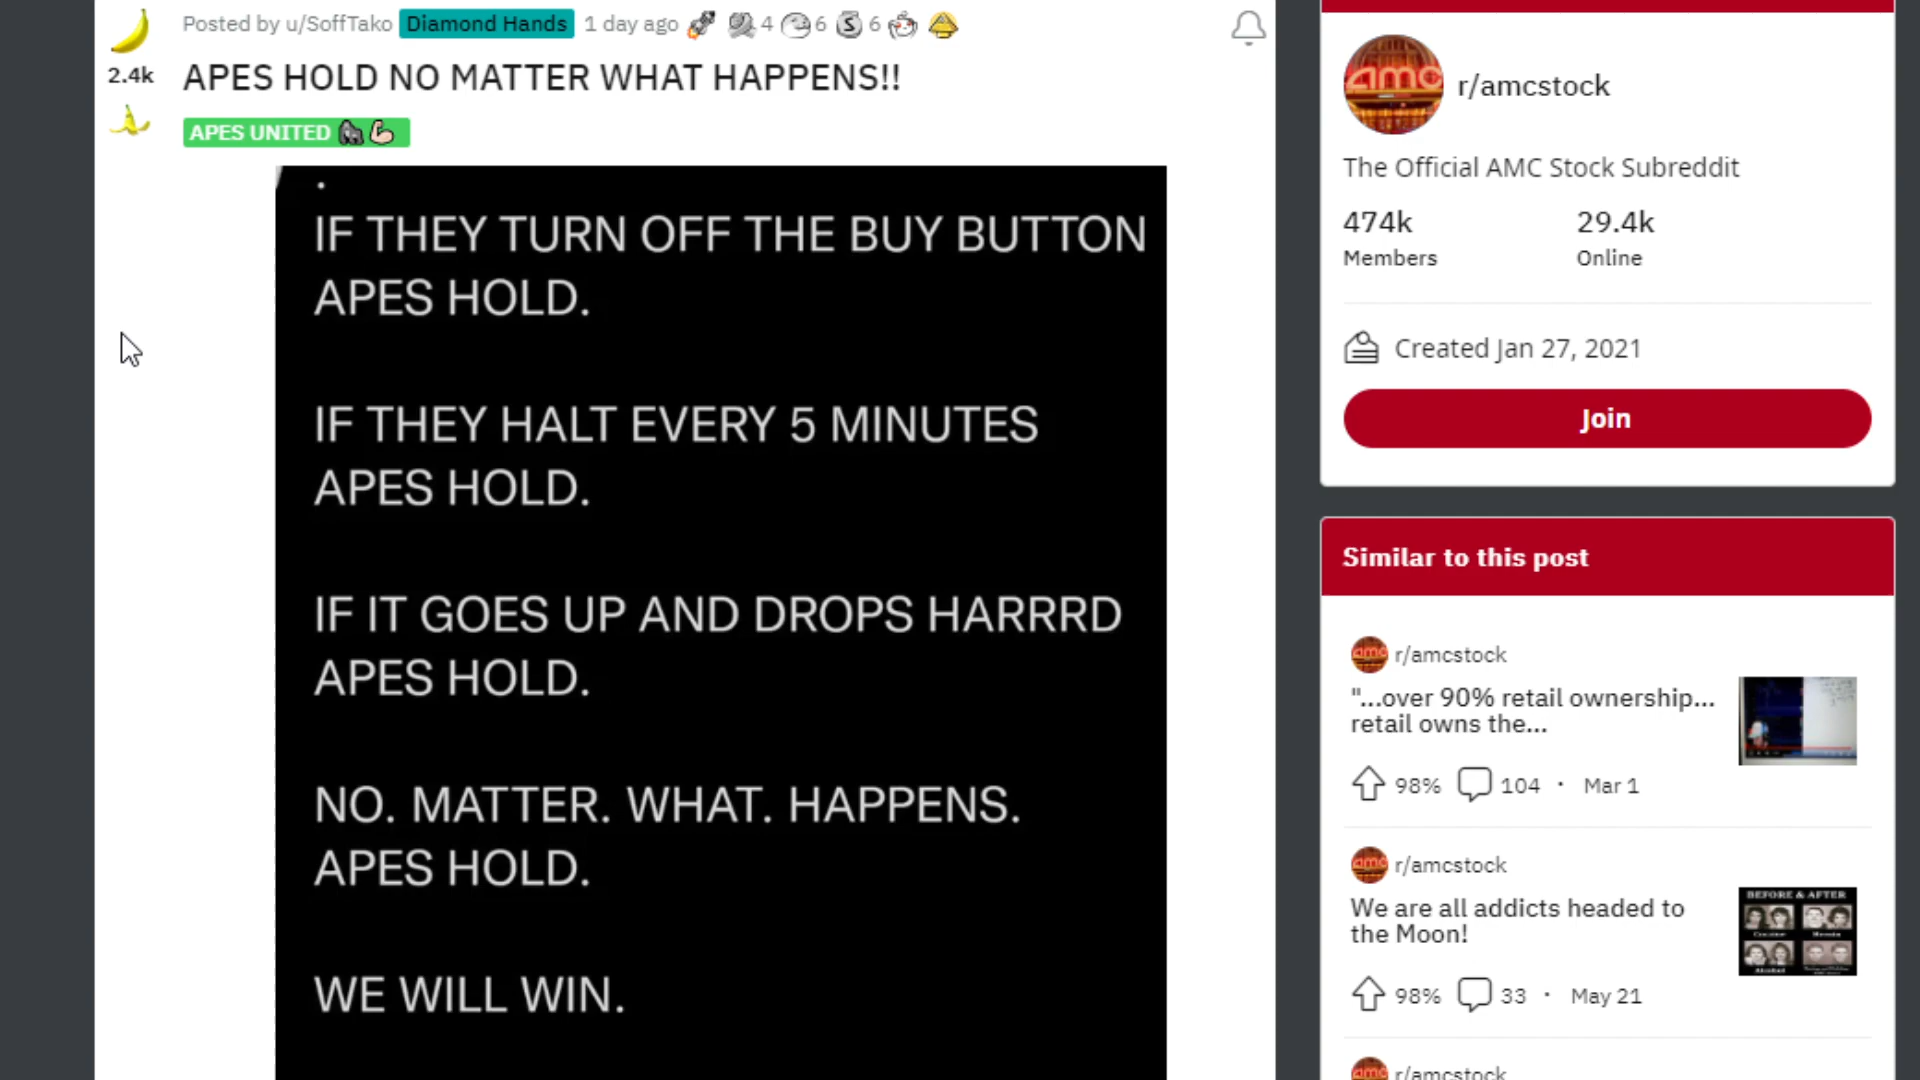 Posted by u/SoffTako Diamond Hands 1 day ago 4 6 6
2.4k
APES HOLD NO MATTER WHAT HAPPENS!!
APES UNITED
IF THEY TURN OFF THE BUY BUTTON
APES HOLD.
IF THEY HALT EVERY 5 MINUTES
APES HOLD.
IF IT GOES UP AND DROPS HARRRD
APES HOLD.
NO. MATTER. WHAT. HAPPENS.
APES HOLD.
WE WILL WIN.
amc
r/amcstock
The Official AMC Stock Subreddit
474k 29.4k
Members Online
Created Jan 27, 2021
Join
Similar to this post
amc r/amcstock
"...over 90% retail ownership...
retail owns the...
98% 104 · Mar 1
amc r/amcstock
We are all addicts headed to
the Moon!
98% 33 · May 21
BEFORE & AFTER
amc r/amcstock